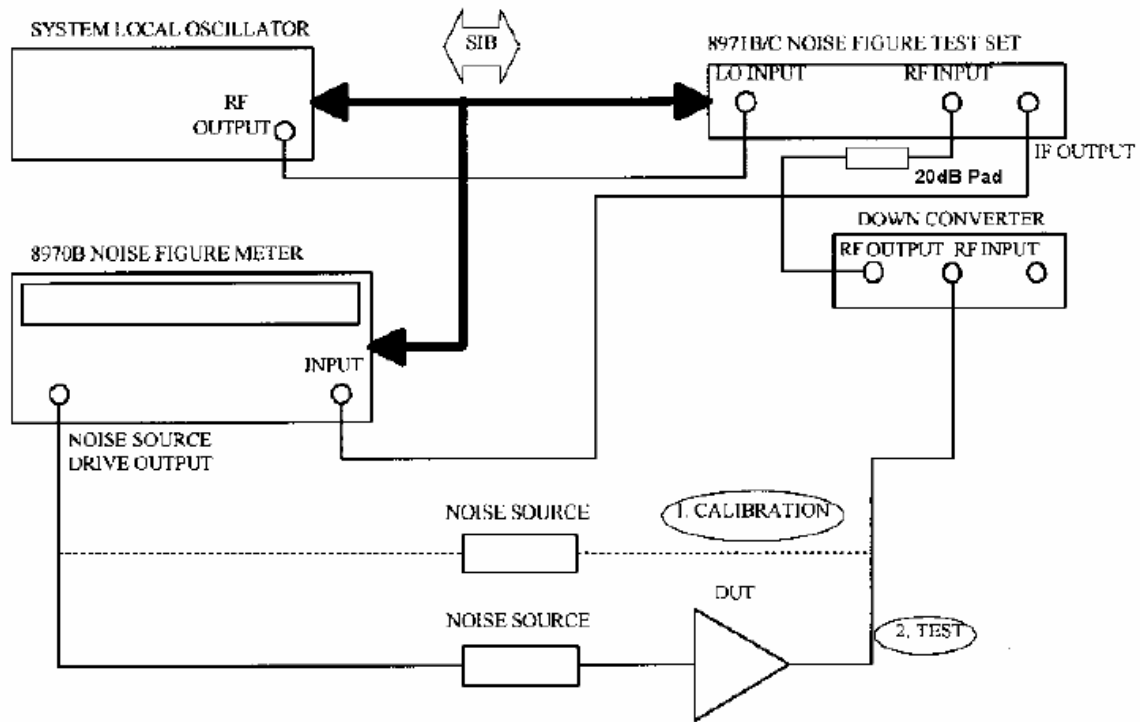 SYSTEM LOCAL OSCILLATOR
SIB
8971B/C NOISE FIGURE TEST SET
LO INPUT
RF INPUT
RF
OUTPUT
IF OUTPUT
20dB Pad
DOWN CONVERTER
8970B NOISE FIGURE METER
RF OUTPUT
RF INPUT
INPUT
NOISE SOURCE
DRIVE OUTPUT
NOISE SOURCE
1. CALIBRATION
DUT
NOISE SOURCE
2, TEST